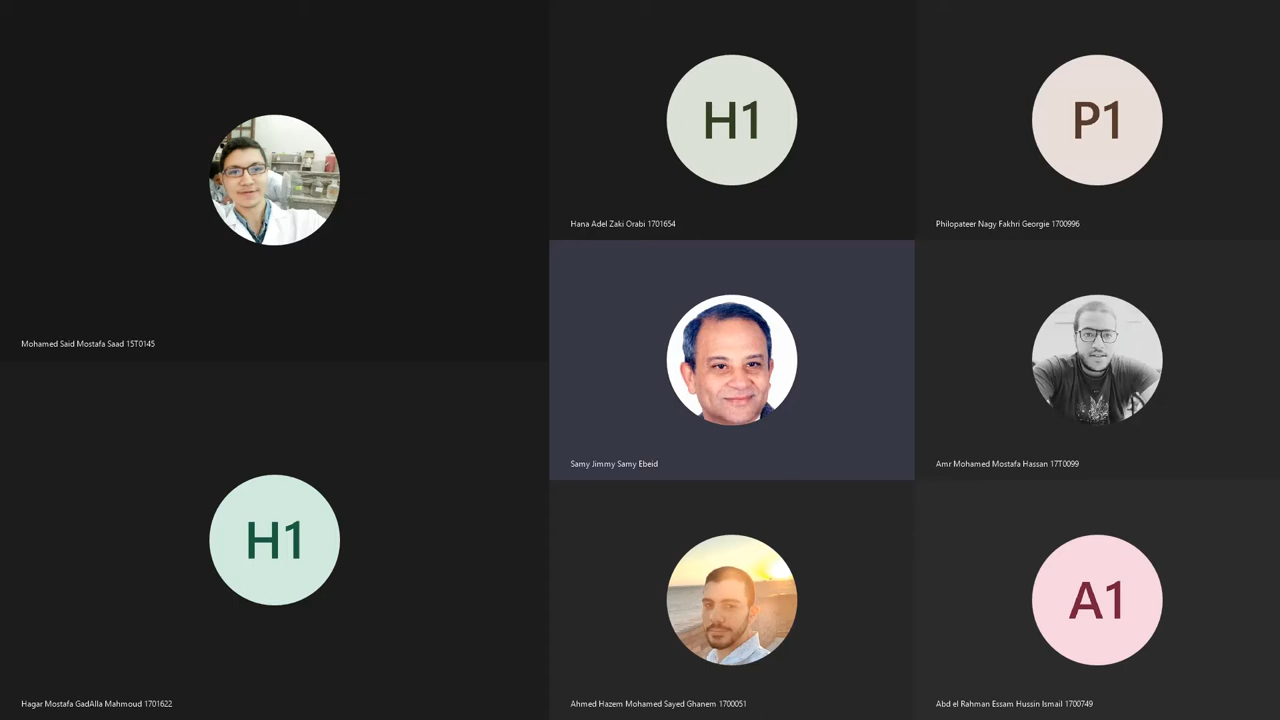 Mohamed Said Mostafa Saad 15T0145
H1
Hana Adel Zaki Orabi 1701654
P1
Philopateer Nagy Fakhri Georgie 1700996
Samy Jimmy Samy Ebeid
Amr Mohamed Mostafa Hassan 17T0099
H1
Hagar Mostafa GadAlla Mahmoud 1701622
Ahmed Hazem Mohamed Sayed Ghanem 1700051
A1
Abd el Rahman Essam Hussin Ismail 1700749